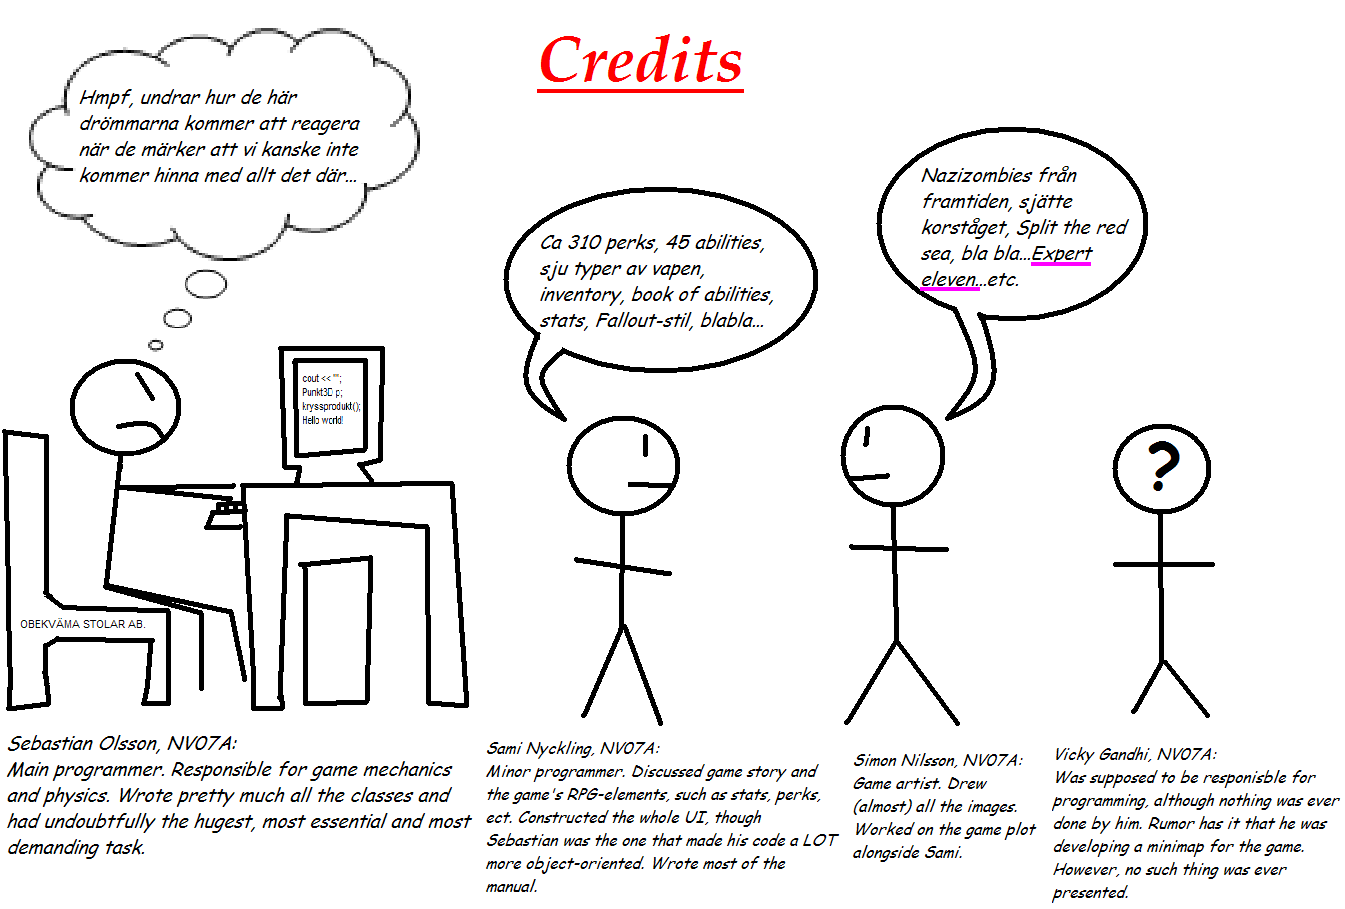 Credits
Hmpf, undrar hur de här
drömmarna kommer att reagera
när de märker att vi kanske inte
kommer hinna med allt det där...
Ca 310 perks, 45 abilities,
sju typer av vapen,
inventory, book of abilities,
stats, Fallout-stil, blabla...
Nazizombies från
framtiden, sjätte
korståget, Split the red
sea, bla bla...Expert
eleven...etc.
cout << "";
Punkt3D p;
kryssprodukt();
Hello world!
?
OBEKVÄMA STOLAR AB.
Sebastian Olsson, NV07A:
Main programmer. Responsible for game mechanics
and physics. Wrote pretty much all the classes and
had undoubtfully the hugest, most essential and most
demanding task.
Sami Nyckling, NV07A:
Minor programmer. Discussed game story and
the game's RPG-elements, such as stats, perks,
ect. Constructed the whole UI, though
Sebastian was the one that made his code a LOT
more object-oriented. Wrote most of the
manual.
Simon Nilsson, NV07A:
Game artist. Drew
(almost) all the images.
Worked on the game plot
alongside Sami.
Vicky Gandhi, NV07A:
Was supposed to be responisble for
programming, although nothing was ever
done by him. Rumor has it that he was
developing a minimap for the game.
However, no such thing was ever
presented.